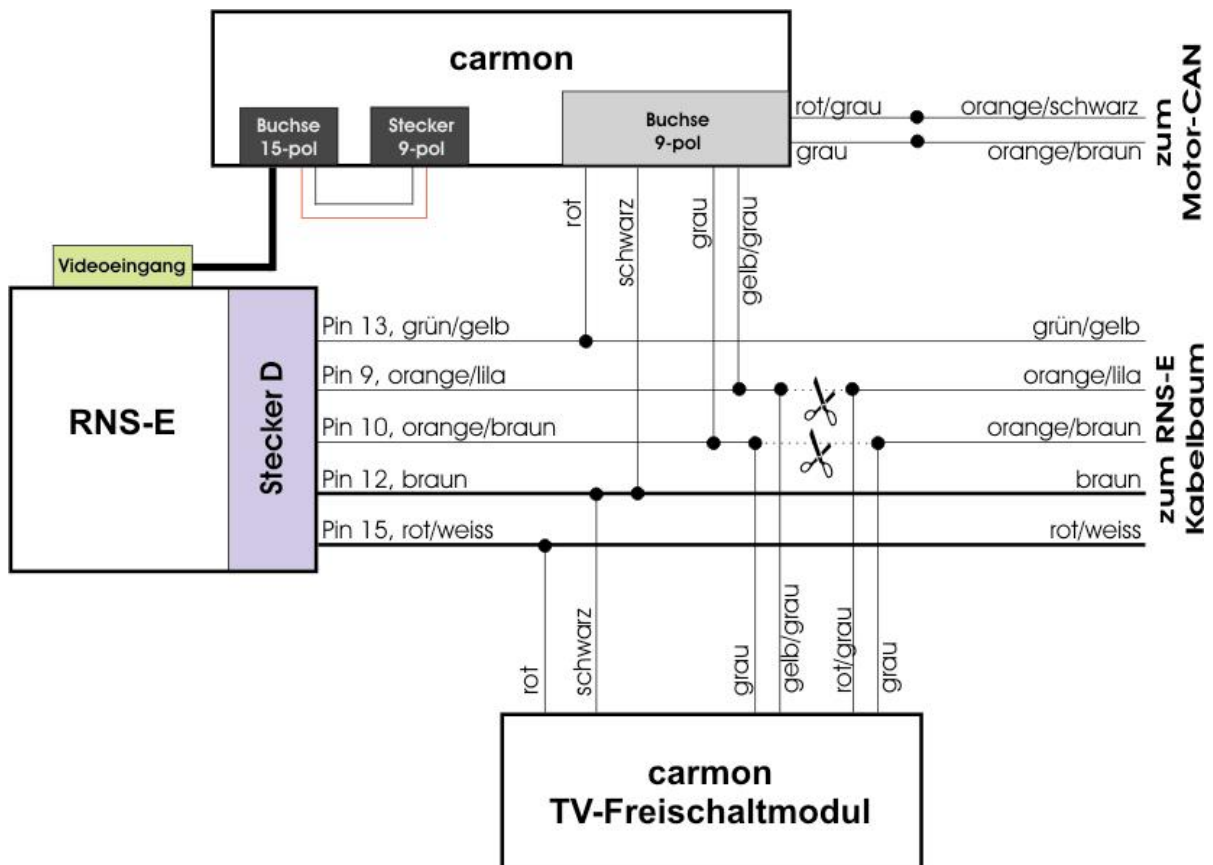 carmon
Buchse
15-pol
Stecker
9-pol
Buchse
9-pol
rot/grau
orange/schwarz
grau
orange/braun
zum
Motor-CAN
rot
schwarz
grau
gelb/grau
Videoeingang
RNS-E
Stecker D
Pin 13, grün/gelb
grün/gelb
Pin 9, orange/lila
orange/lila
Pin 10, orange/braun
orange/braun
Pin 12, braun
braun
Pin 15, rot/weiss
rot/weiss
zum RNS-E
Kabelbaum
rot
schwarz
grau
gelb/grau
rot/grau
grau
carmon
TV-Freischaltmodul